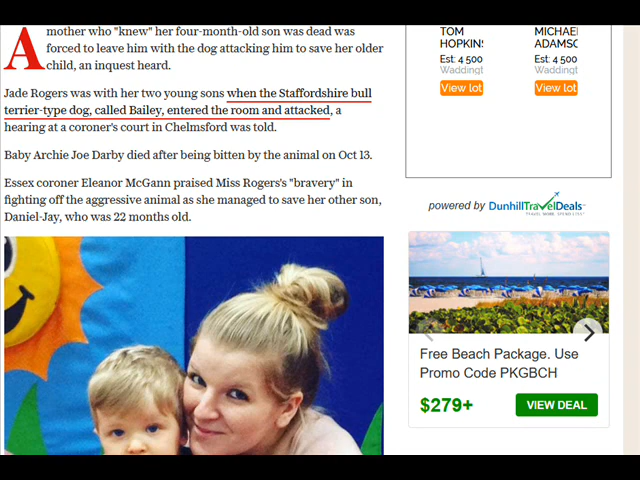 A mother who "knew" her four-month-old son was dead was
forced to leave him with the dog attacking him to save her older
child, an inquest heard.
Jade Rogers was with her two young sons when the Staffordshire bull
terrier-type dog, called Bailey, entered the room and attacked, a
hearing at a coroner's court in Chelmsford was told.
Baby Archie Joe Darby died after being bitten by the animal on Oct 13.
Essex coroner Eleanor McGann praised Miss Rogers's "bravery" in
fighting off the aggressive animal as she managed to save her other son,
Daniel-Jay, who was 22 months old.
TOM
HOPKINS
Est: 4 500
Waddingt
View lot
MICHAEL
ADAMSO
Est: 4 500
Waddingt
View lot
powered by DunhillTravelDeals
Free Beach Package. Use
Promo Code PKGBCH
$279+
VIEW DEAL